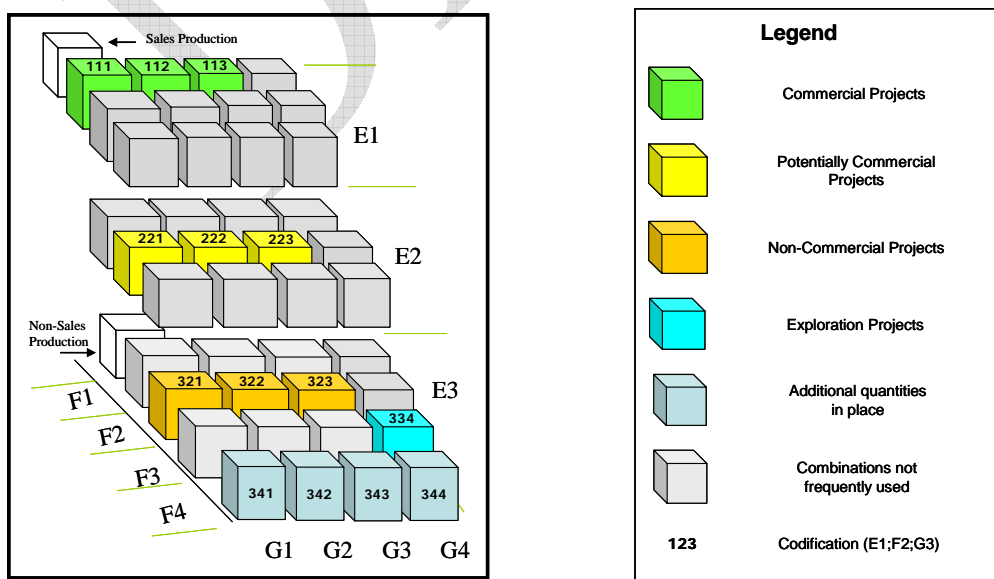 Sales Production
111 112 113
E1
221 222 223
E2
Non-Sales
Production
321 322 323
E3
334
F1
F2
F3
F4
341 342 343 344
G1 G2 G3 G4
Legend
Commercial Projects
Potentially Commercial
Projects
Non-Commercial Projects
Exploration Projects
Additional quantities
in place
Combinations not
frequently used
123 Codification (E1;F2;G3)